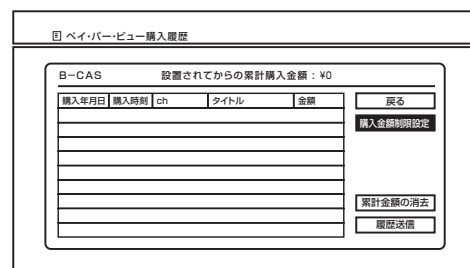 ペイ･パー･ビュー購入履歴
B-CAS 設置されてからの累計購入金額：¥0
購入年月日 購入時刻 ch タイトル 金額
戻る
購入金額制限設定
累計金額の消去
履歴送信